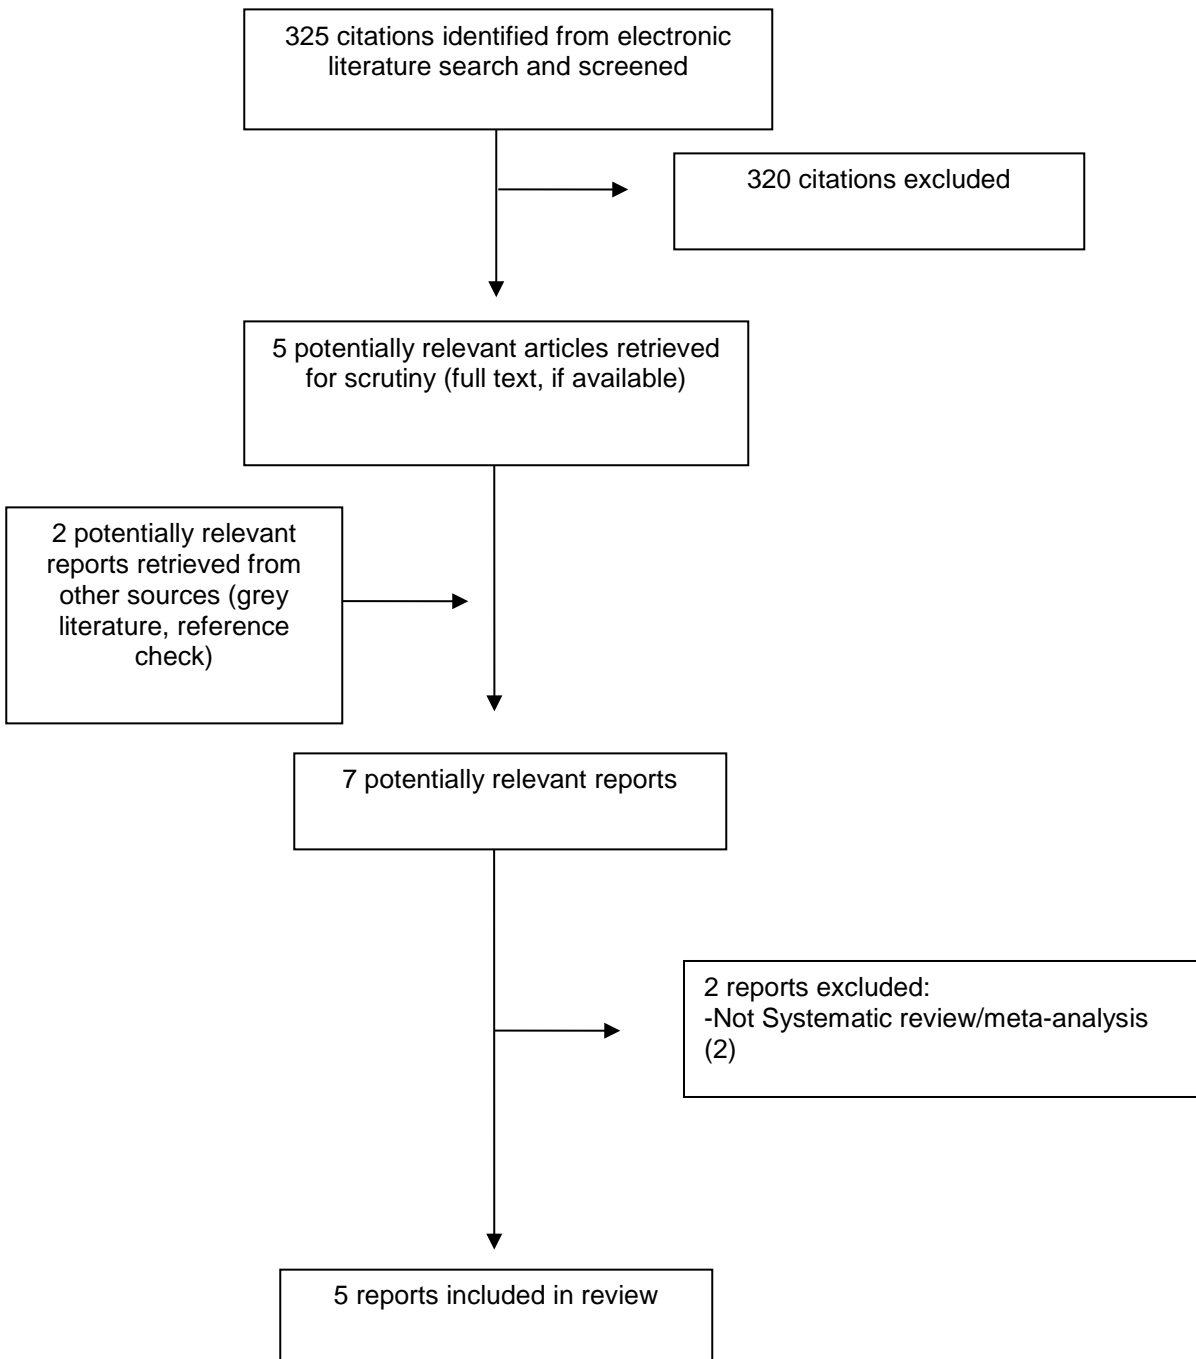 325 citations identified from electronic
literature search and screened
320 citations excluded
5 potentially relevant articles retrieved
for scrutiny (full text, if available)
2 potentially relevant
reports retrieved from
other sources (grey
literature, reference
check)
7 potentially relevant reports
2 reports excluded:
-Not Systematic review/meta-analysis
(2)
5 reports included in review